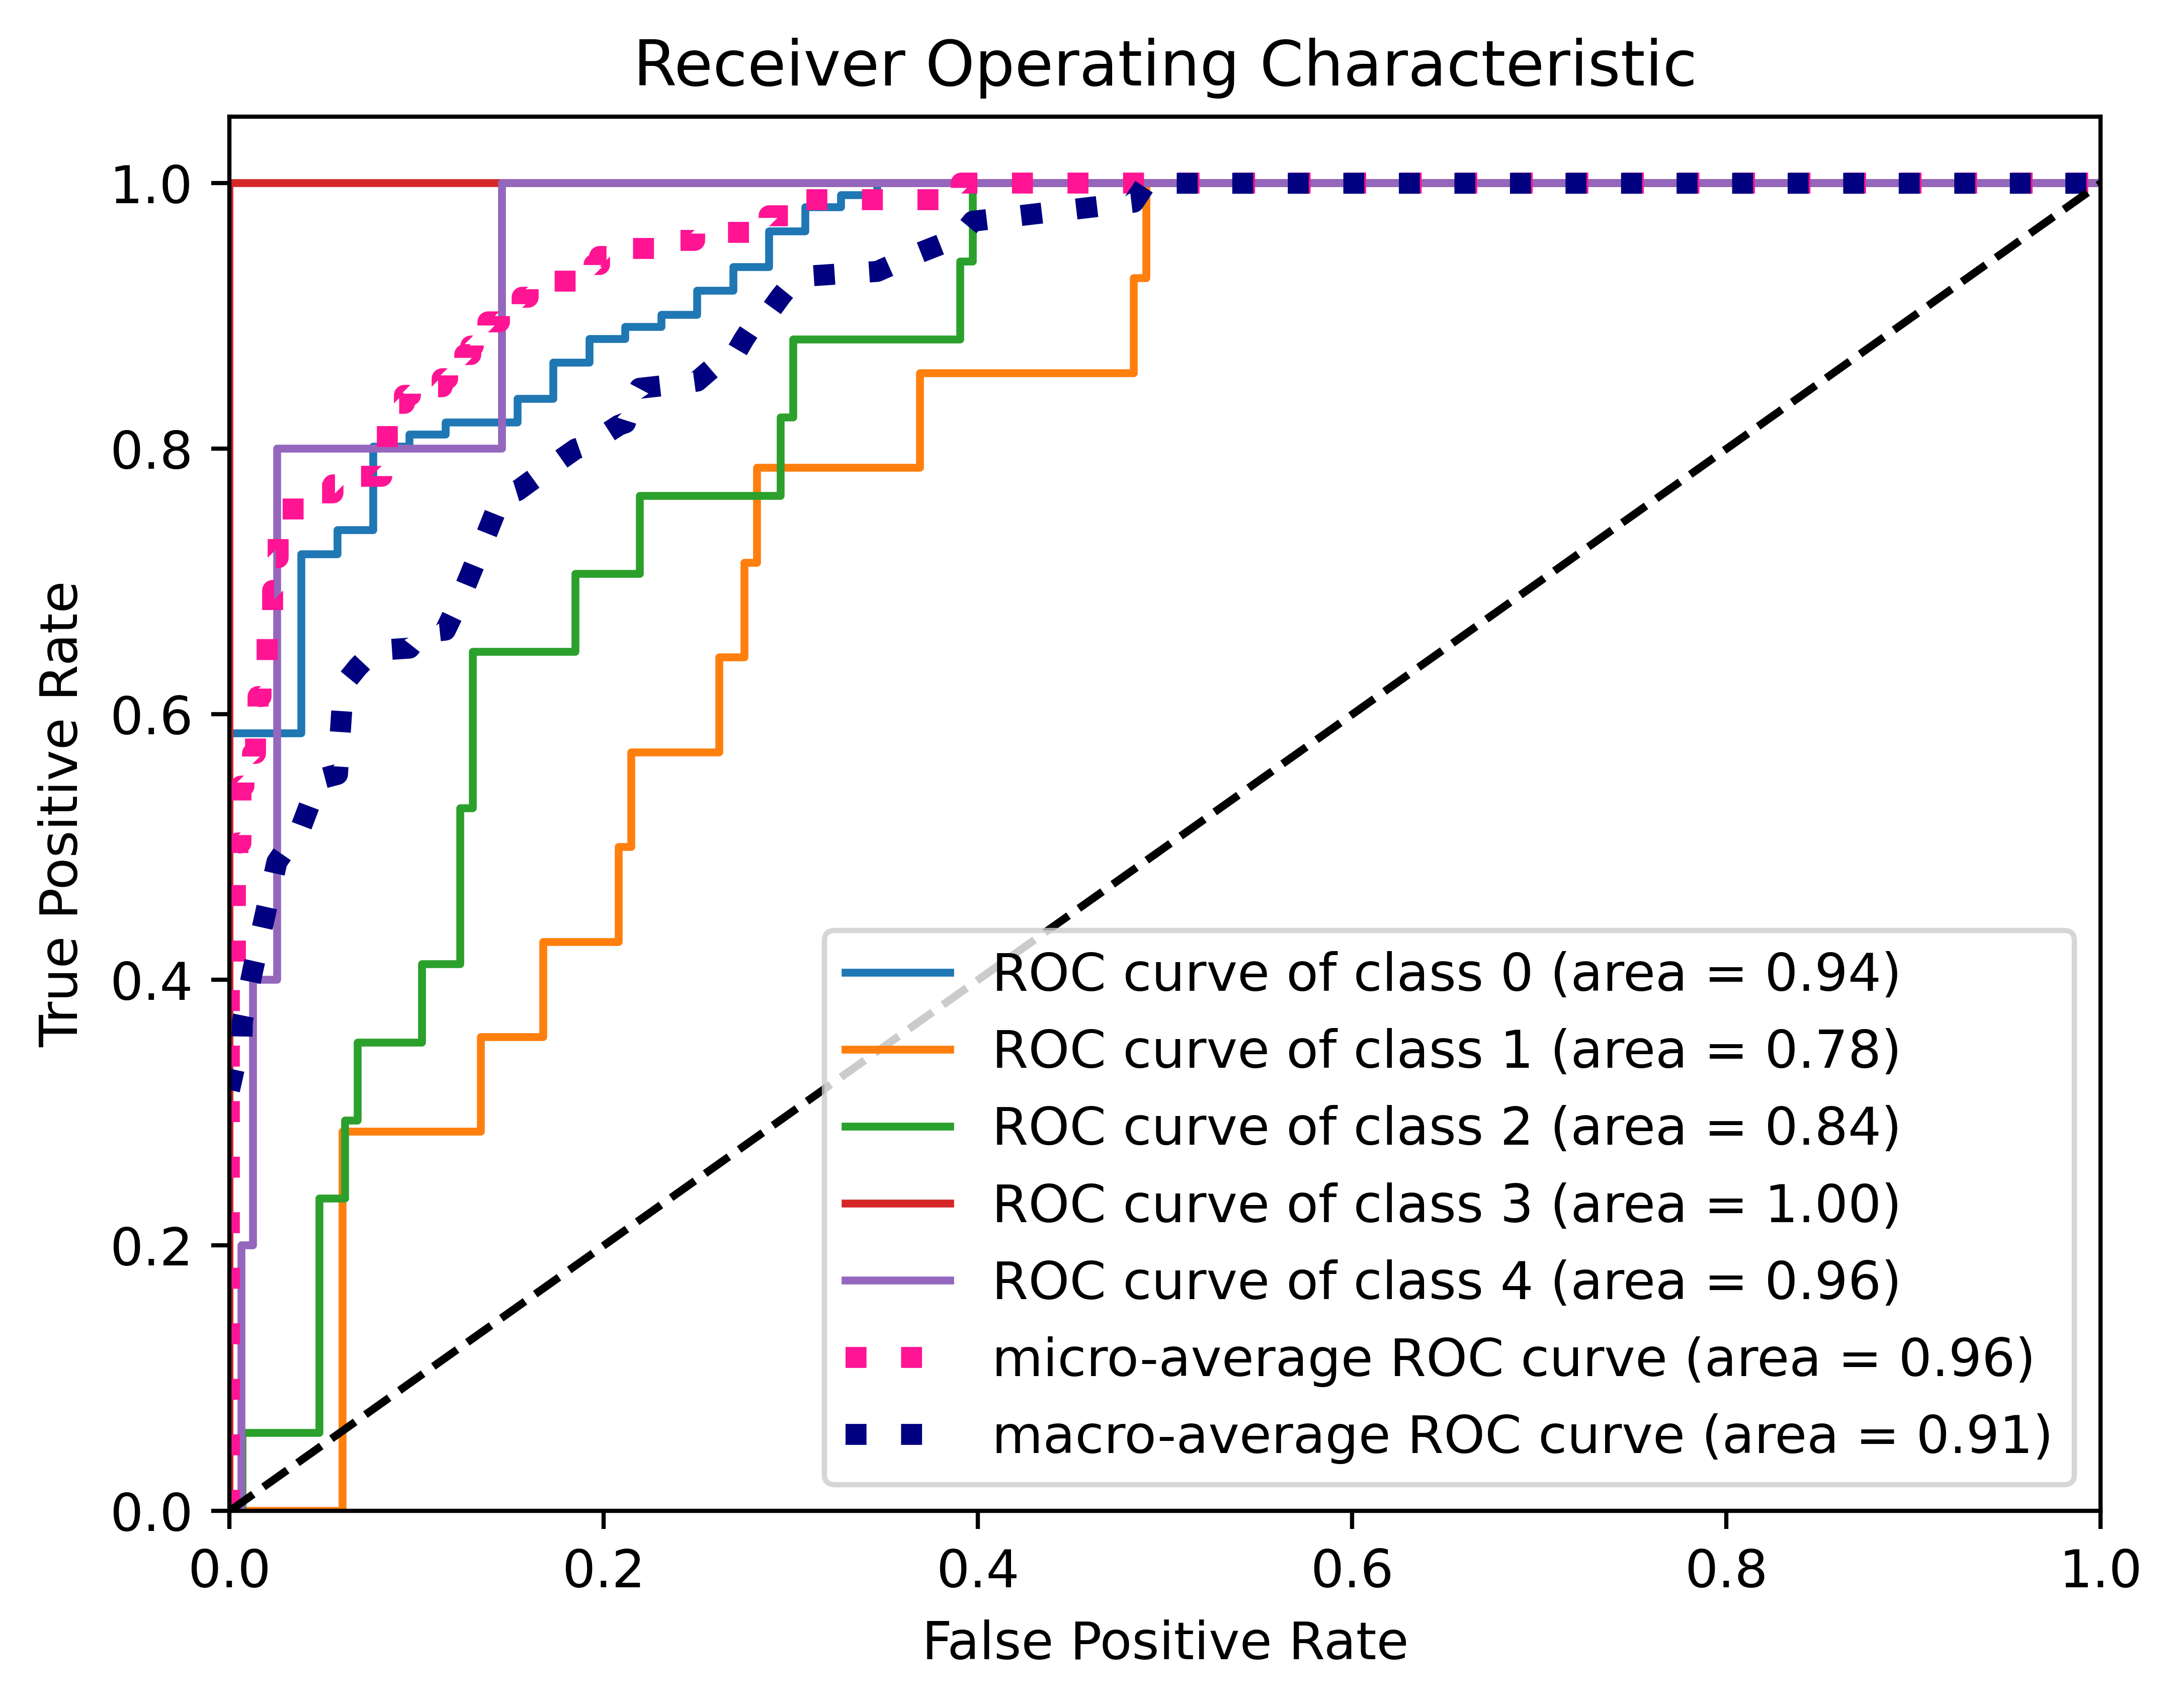 Receiver Operating Characteristic
1.0
0.8
0.6
0.4
0.2
0.0
True Positive Rate
ROC curve of class 0 (area = 0.94)
ROC curve of class 1 (area = 0.78)
ROC curve of class 2 (area = 0.84)
ROC curve of class 3 (area = 1.00)
ROC curve of class 4 (area = 0.96)
micro-average ROC curve (area = 0.96)
macro-average ROC curve (area = 0.91)
0.0 0.2 0.4 0.6 0.8 1.0
False Positive Rate